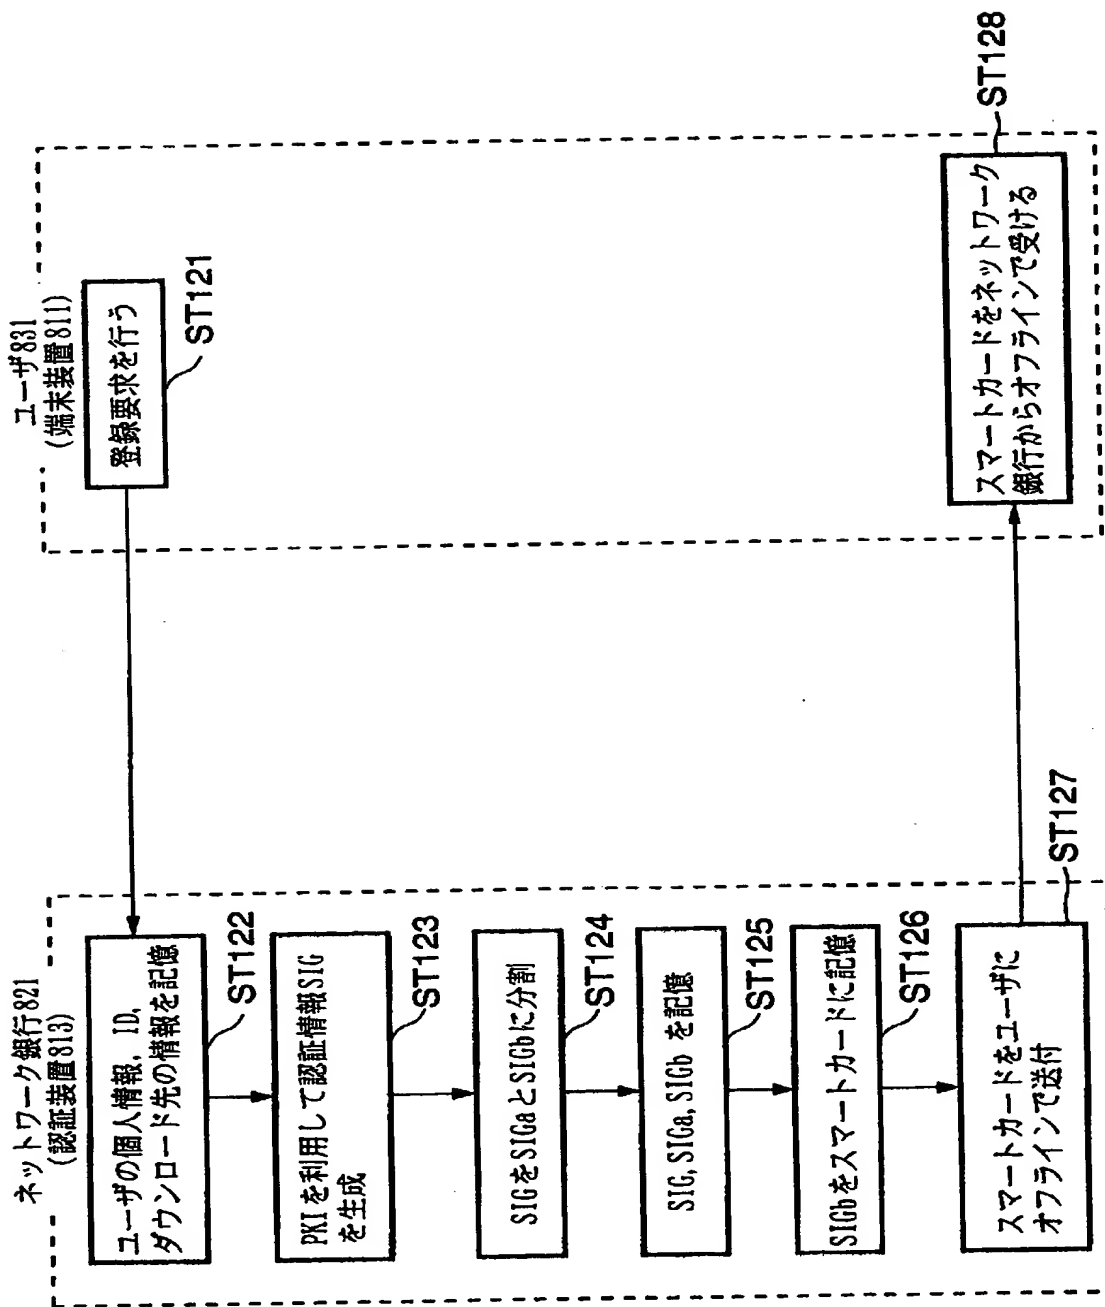 ネットワーク銀行821
(認証装置813)
ユーザの個人情報, ID,
ダウンロード先の情報を記憶
ST122
PKIを利用して認証情報SIG
を生成
ST123
SIGをSIGaとSIGbに分割
ST124
SIG,SIGa,SIGb を記憶
ST125
SIGbをスマートカードに記憶
ST126
スマートカードをユーザに
オフラインで送付
ST127
ユーザ831
(端末装置811)
登録要求を行う
ST121
スマートカードをネットワーク
銀行からオフラインで受ける
ST128